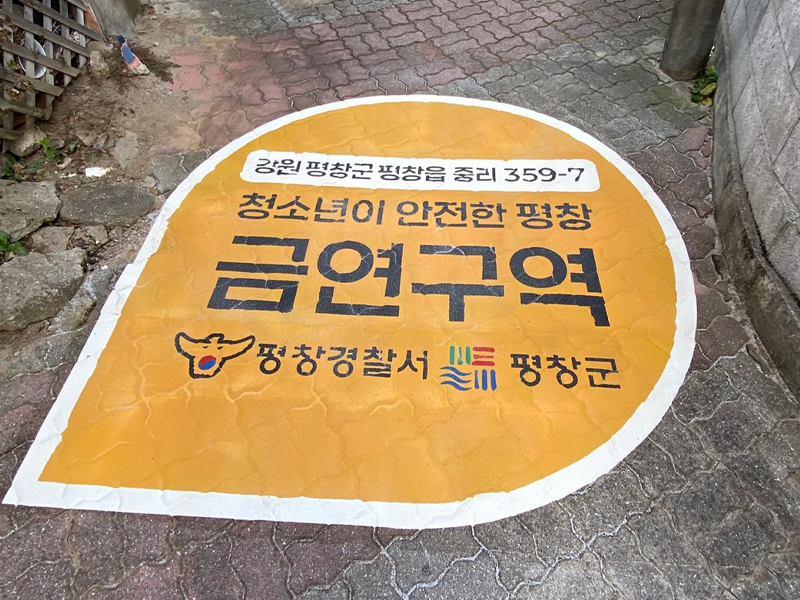 강원 평창군 평창읍 중리 359-7
청소년이 안전한 평창
금연구역
평창경찰서 평창군